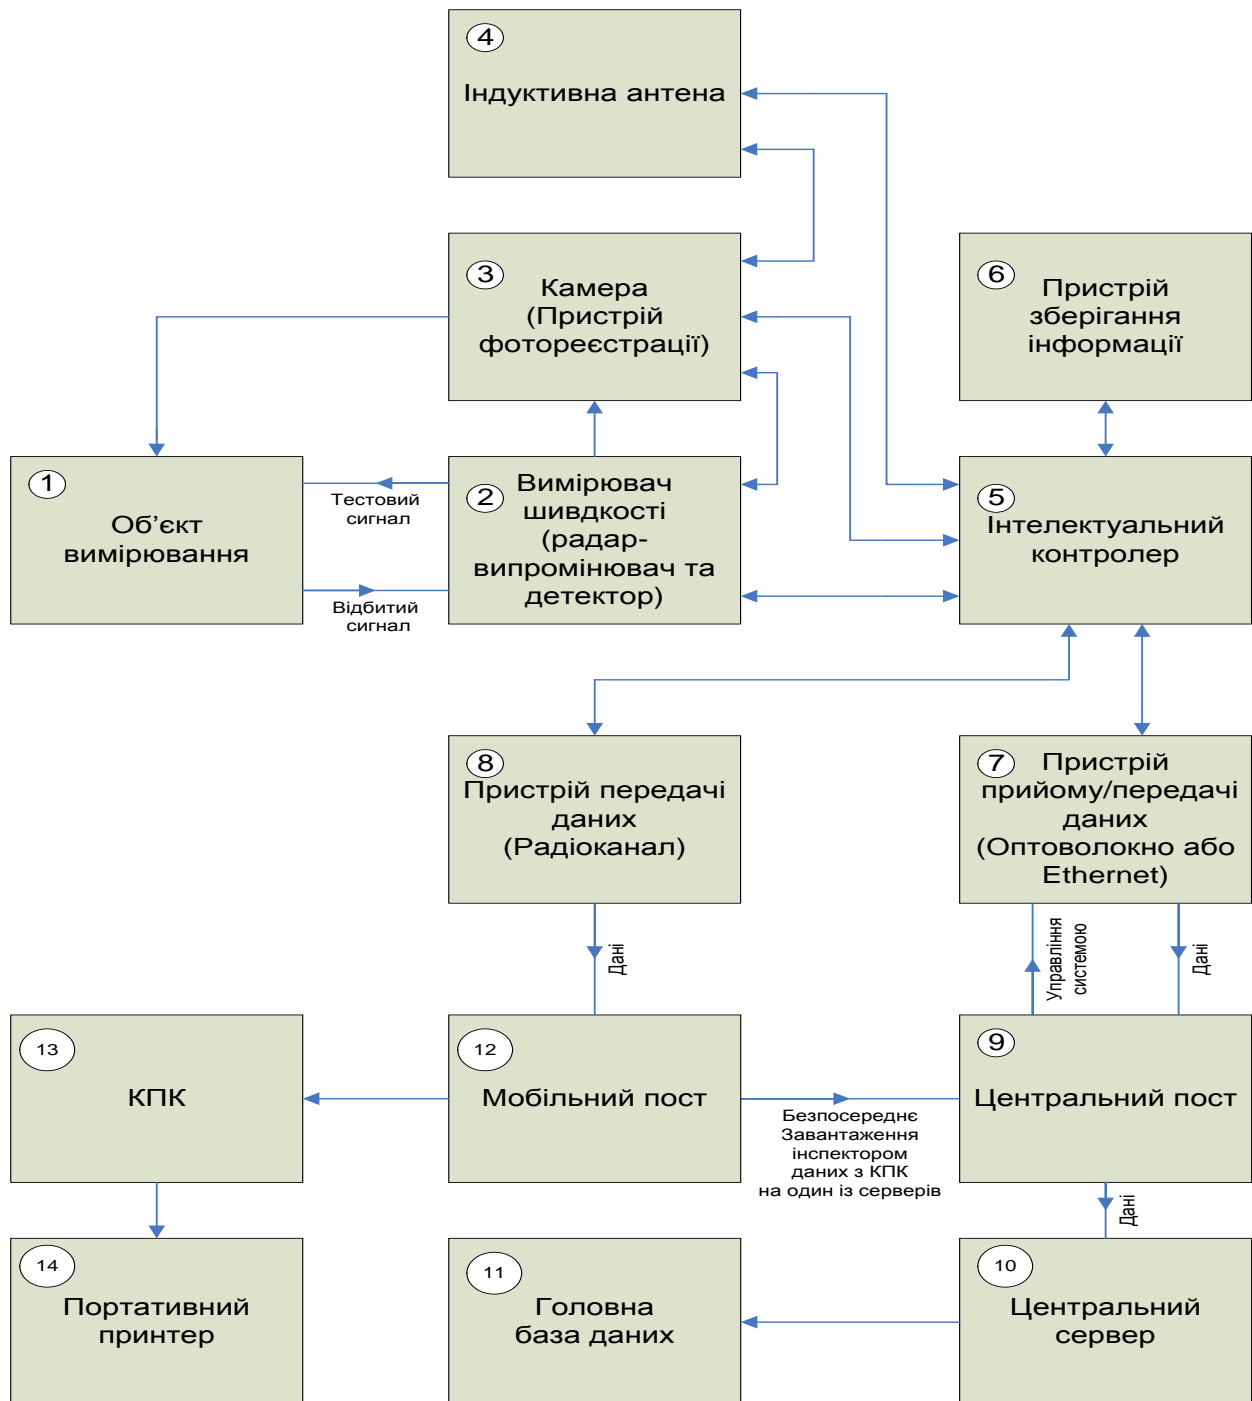 4
Індуктивна антена
3
Камера
(Пристрій
фотореєстрації)
6
Пристрій
зберігання
інформації
1
Об’єкт
вимірювання
Тестовий
сигнал
Відбитий
сигнал
2
Вимірювач
шивдкості
(радар-
випромінювач та
детектор)
5
Інтелектуальний
контролер
8
Пристрій передачі
даних
(Радіоканал)
7
Пристрій
прийому/передачі
даних
(Оптоволокно або
Ethernet)
Дані
Управління
системою
Дані
13
КПК
12
Мобільний пост
Безпосереднє
Завантаження
інспектором
даних з КПК
на один із серверів
9
Центральний пост
Дані
14
Портативний
принтер
11
Головна
база даних
10
Центральний
сервер